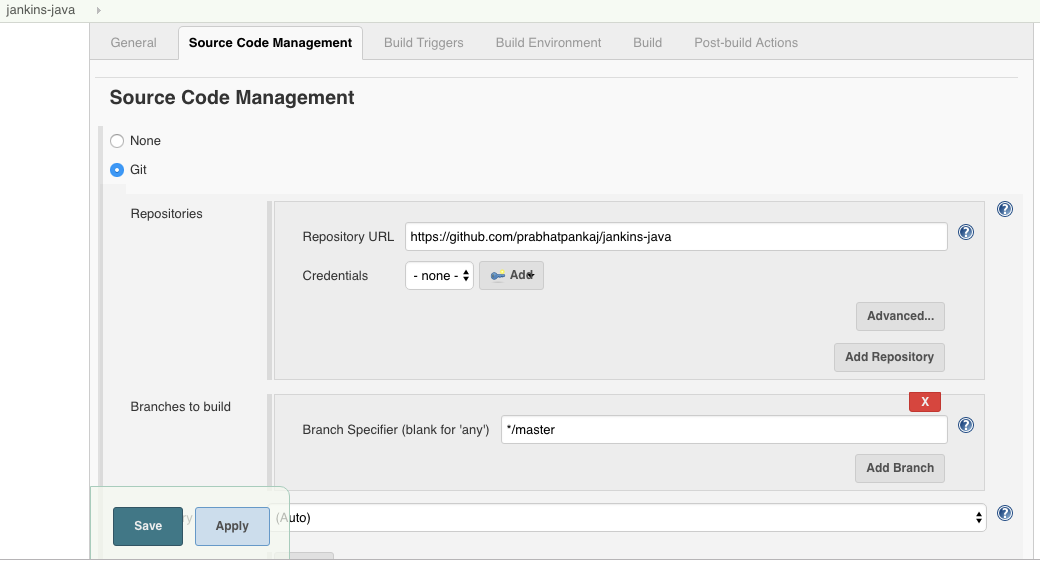 jankins-java
General Source Code Management Build Triggers Build Environment Build Post-build Actions
Source Code Management
None
Git
Repositories
?
Repository URL https://github.com/prabhatpankaj/jankins-java ?
Credentials - none - Add
Advanced...
Add Repository
Branches to build
X
Branch Specifier (blank for 'any') */master ?
Add Branch
(Auto) ?
Save Apply